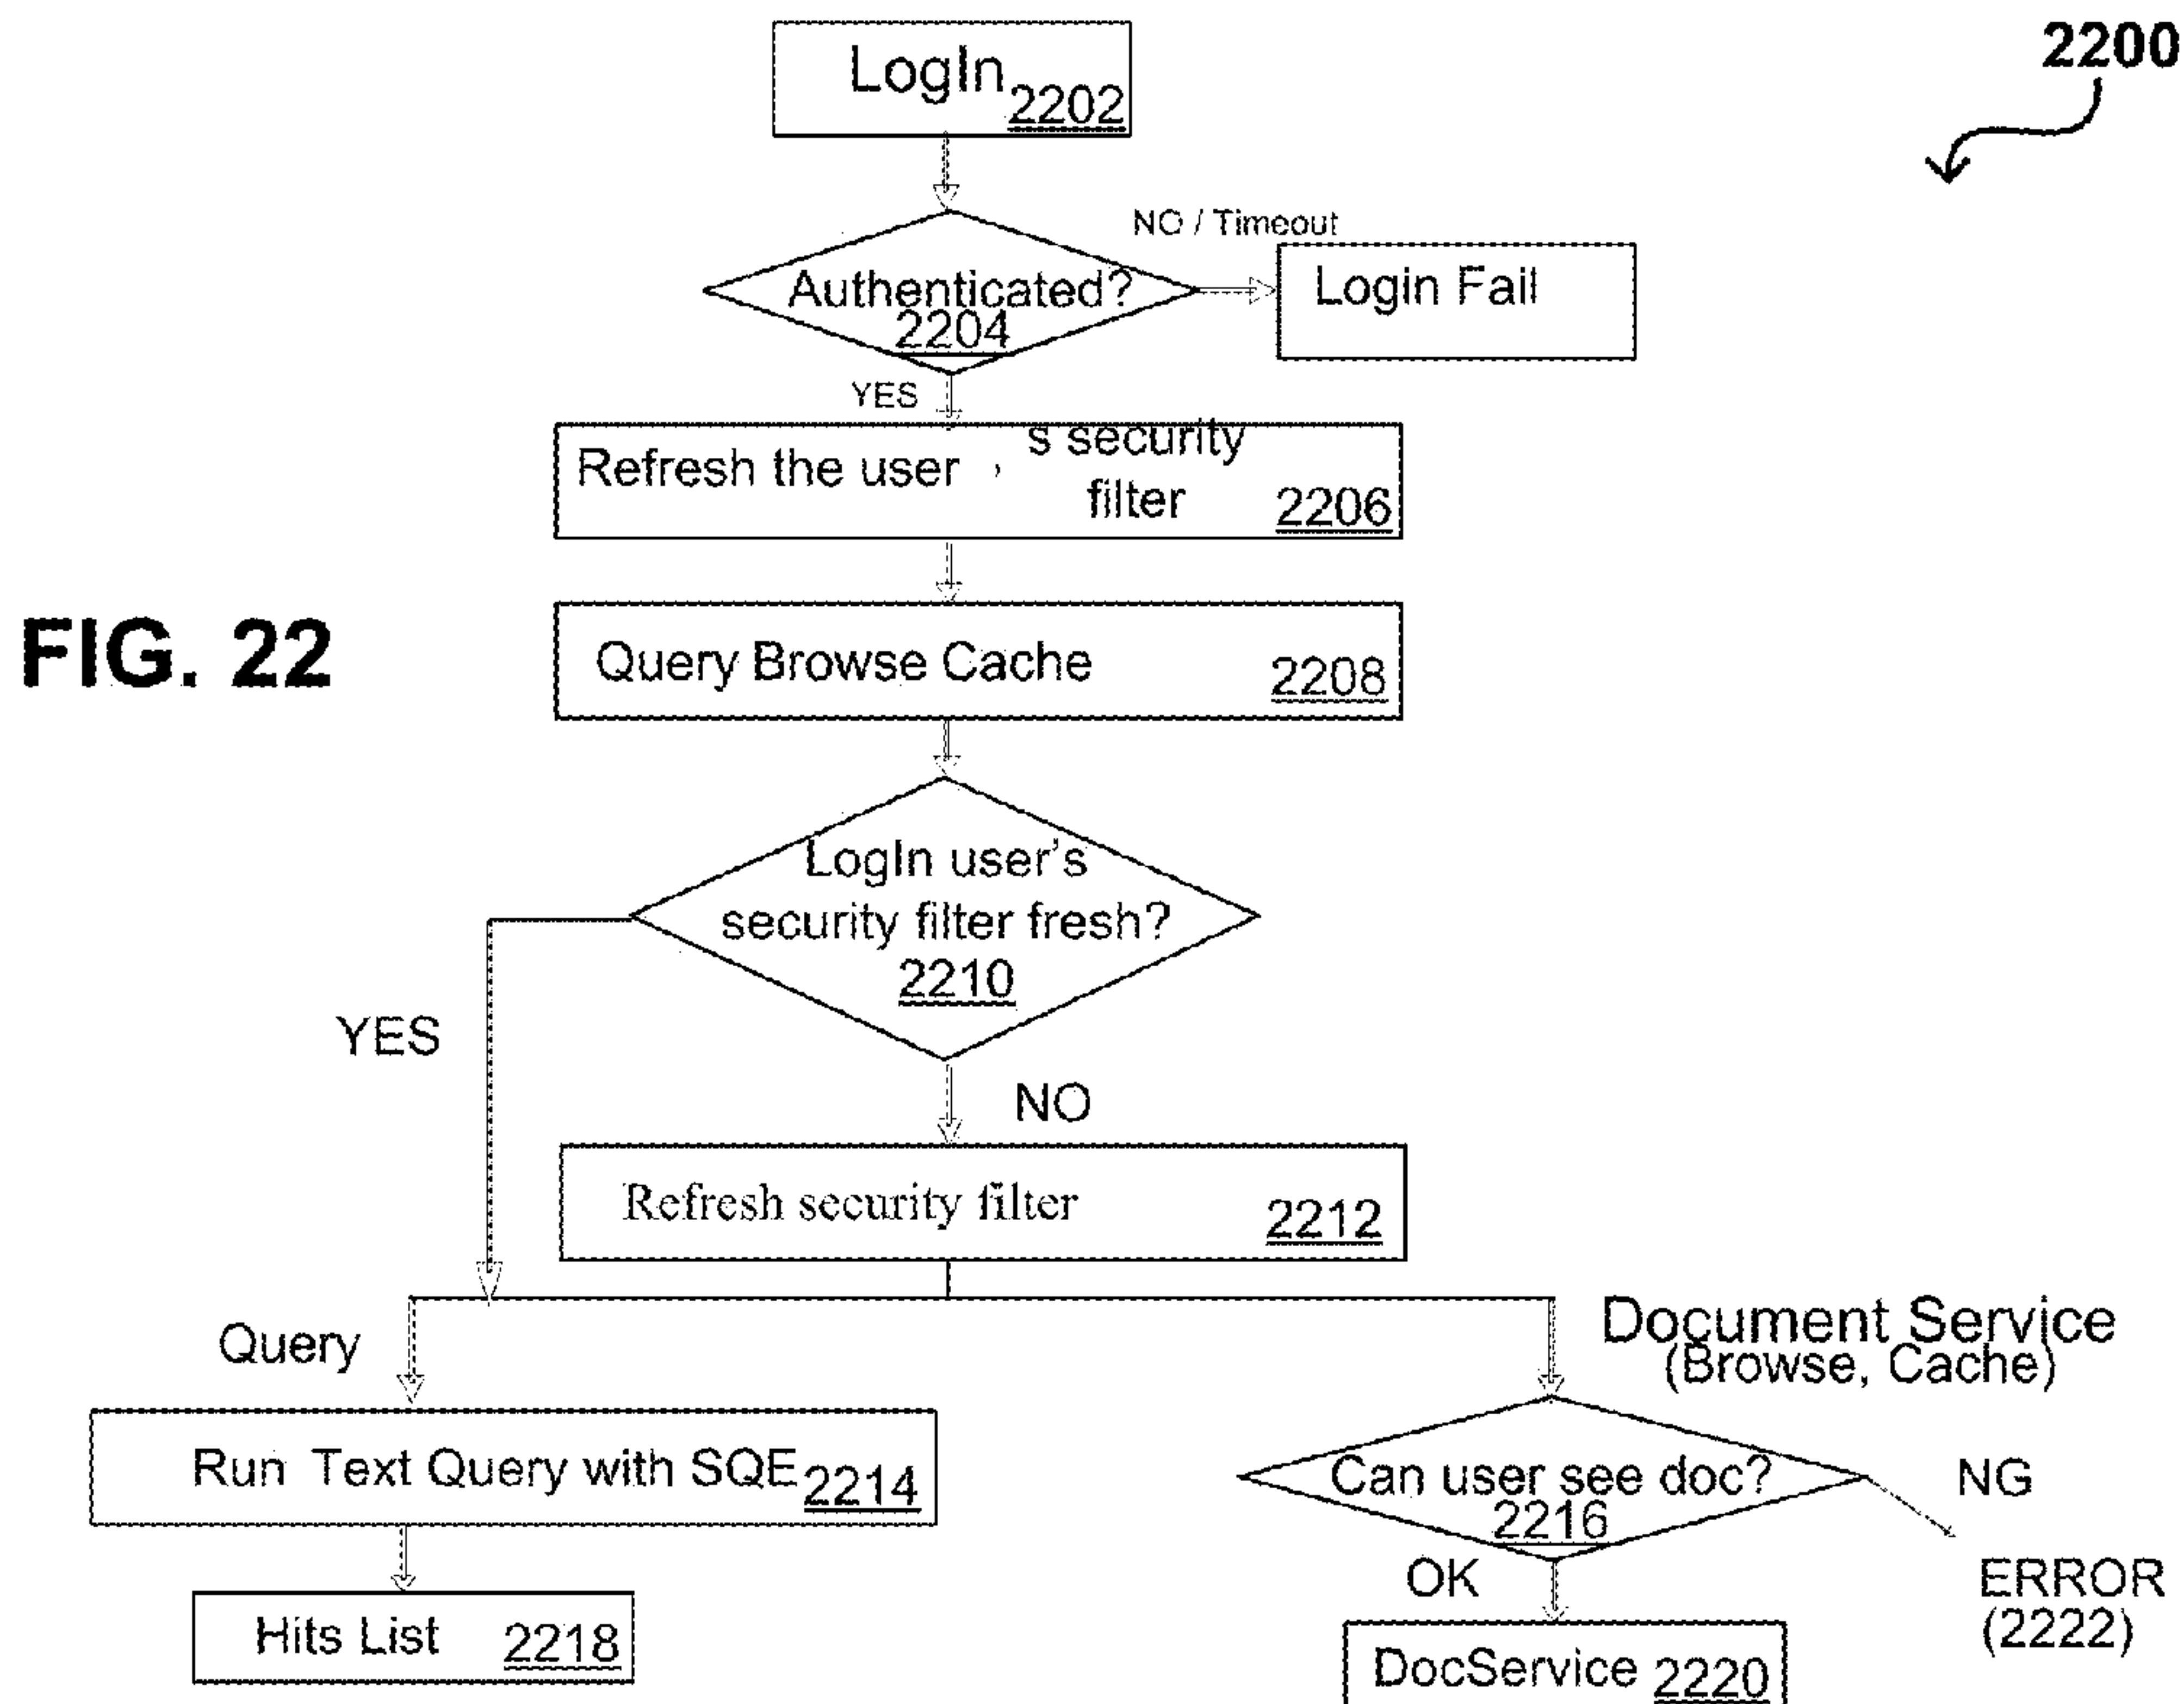 2200
LogIn 2202
NO / Timeout
Authenticated?
2204
Login Fail
YES
Refresh the user's security
filter 2206
FIG. 22
Query Browse Cache 2208
LogIn user's
security filter fresh?
2210
YES
NO
Refresh security filter 2212
Query
Document Service
(Browse, Cache)
Run Text Query with SQE 2214
Can user see doc?
2216
NG
OK
ERROR
(2222)
Hits List 2218
DocService 2220